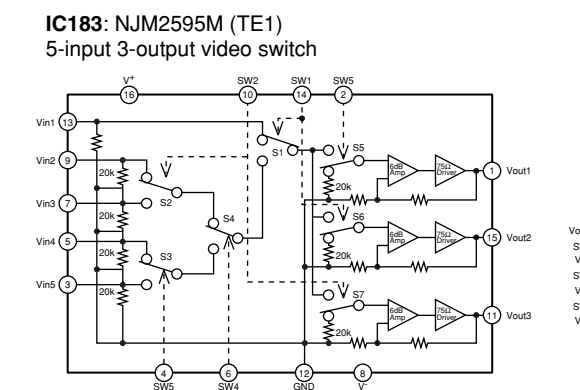 IC183: NJM2595M (TE1)
5-input 3-output video switch
V+ SW2 SW1 SW5
16 10 14 2
Vin1 13
S1
Vin2 9 S5 6dB Amp 75Ω Driver 1 Vout1
20k 20k
Vin3 7 S2
20k S4 S6
Vin4 5 6dB Amp 75Ω Driver 15 Vout2
20k S3 20k
Vin5 3
20k S7
6dB Amp 75Ω Driver 11 Vout3
20k
4 6 12 8
SW5 SW4 GND V-
Vo
S
V
S
V
S
V